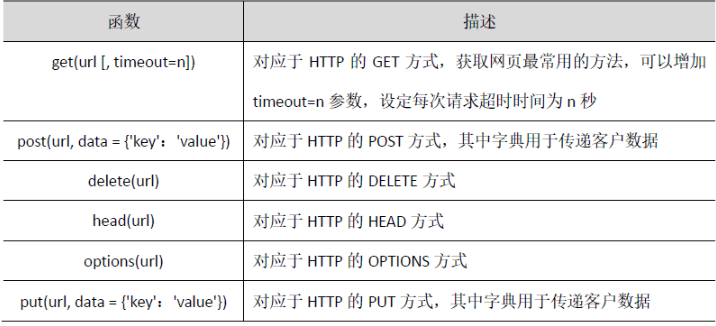 函数 描述
get(url [, timeout=n]) 对应于 HTTP 的 GET 方式，获取网页最常用的方法，可以增加
timeout=n 参数，设定每次请求超时时间为 n 秒
post(url, data = {'key'：'value'}) 对应于 HTTP 的 POST 方式，其中字典用于传递客户数据
delete(url) 对应于 HTTP 的 DELETE 方式
head(url) 对应于 HTTP 的 HEAD 方式
options(url) 对应于 HTTP 的 OPTIONS 方式
put(url, data = {'key'：'value'}) 对应于 HTTP 的 PUT 方式，其中字典用于传递客户数据